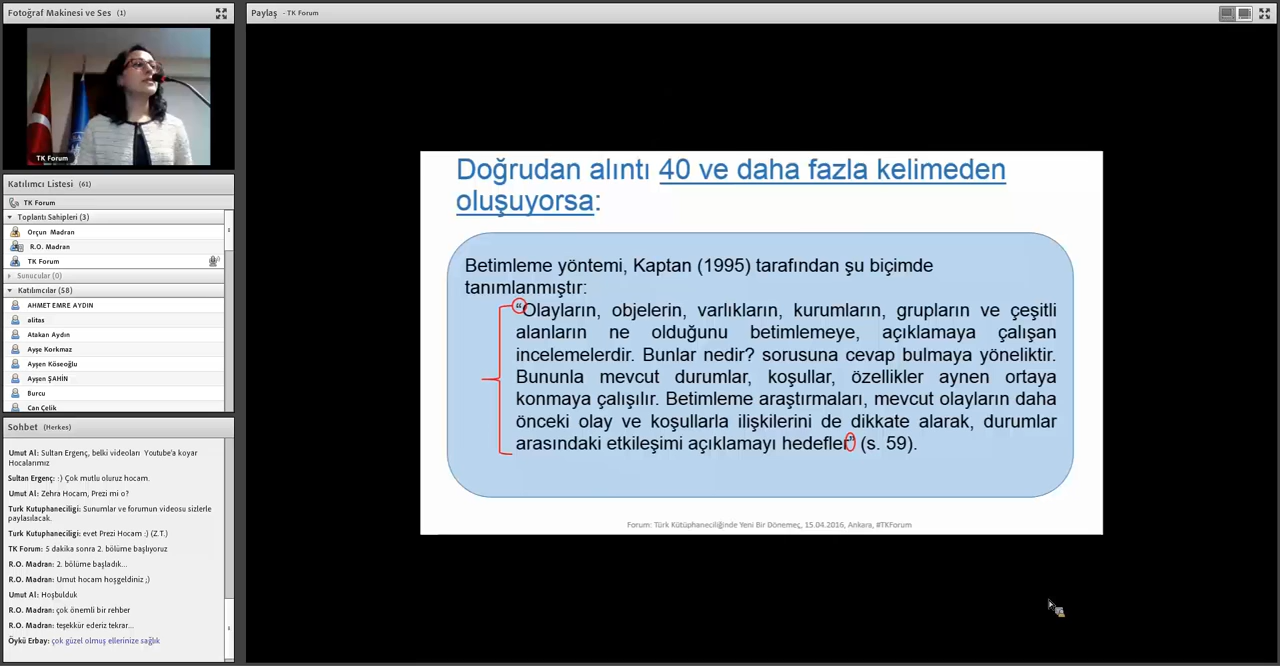 Fotoğraf Makinesi ve Ses (1)
TK Forum
Katılımcı Listesi (61)
TK Forum
Toplantı Sahipleri (3)
Orçun Madran
R.O. Madran
TK Forum
Sunucular (0)
Katılımcılar (58)
AHMET EMRE AYDIN
alitas
Atakan Aydın
Ayşe Korkmaz
Ayşen Köseoğlu
Ayşen ŞAHİN
Burcu
Can Çelik
Sohbet (Herkes)
Umut Al: Sultan Ergenç, belki videoları Youtube'a koyar
Hocalarımız
Sultan Ergenç: :) Çok mutlu oluruz hocam.
Umut Al: Zehra Hocam, Prezi mi o?
Turk Kutuphaneciligi: Sunumlar ve forumun videosu sizlerle
paylasılacak.
Turk Kutuphaneciligi: evet Prezi Hocam :) (Z.T.)
TK Forum: 5 dakika sonra 2. bölüme başlıyoruz
R.O. Madran: 2. bölüme başladık...
R.O. Madran: Umut hocam hoşgeldiniz ;)
Umut Al: Hoşbulduk
R.O. Madran: çok önemli bir rehber
R.O. Madran: teşekkür ederiz tekrar...
Öykü Erbay: çok güzel olmuş ellerinize sağlık
Paylaş - TK Forum
Doğrudan alıntı 40 ve daha fazla kelimeden
oluşuyorsa:
Betimleme yöntemi, Kaptan (1995) tarafından şu biçimde
tanımlanmıştır:
“Olayların, objelerin, varlıkların, kurumların, grupların ve çeşitli
alanların ne olduğunu betimlemeye, açıklamaya çalışan
incelemelerdir. Bunlar nedir? sorusuna cevap bulmaya yöneliktir.
Bununla mevcut durumlar, koşullar, özellikler aynen ortaya
konmaya çalışılır. Betimleme araştırmaları, mevcut olayların daha
önceki olay ve koşullarla ilişkilerini de dikkate alarak, durumlar
arasındaki etkileşimi açıklamayı hedefler” (s. 59).
Forum: Türk Kütüphaneciliğinde Yeni Bir Dönemeç, 15.04.2016, Ankara, #TKForum